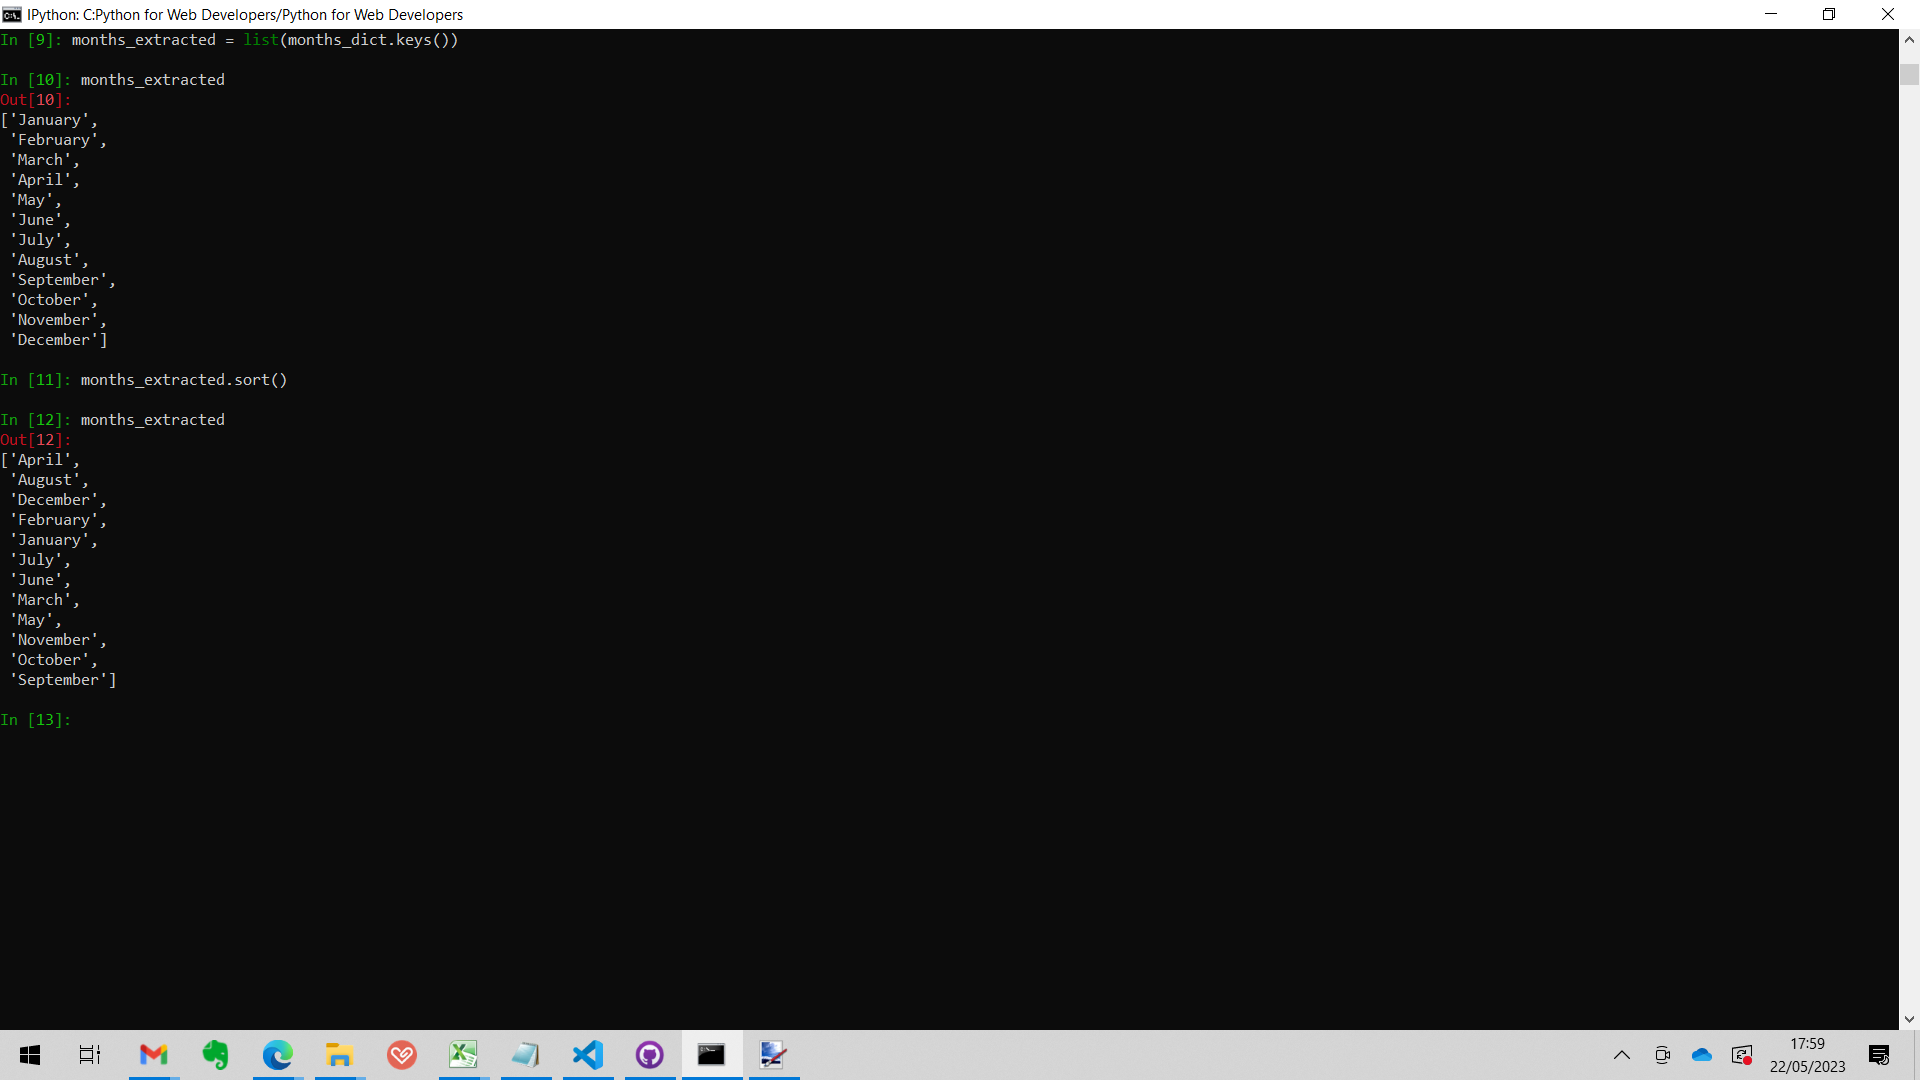 IPython: C:Python for Web Developers/Python for Web Developers
In [9]: months_extracted = list(months_dict.keys())
In [10]: months_extracted
Out[10]:
['January',
 'February',
 'March',
 'April',
 'May',
 'June',
 'July',
 'August',
 'September',
 'October',
 'November',
 'December']
In [11]: months_extracted.sort()
In [12]: months_extracted
Out[12]:
['April',
 'August',
 'December',
 'February',
 'January',
 'July',
 'June',
 'March',
 'May',
 'November',
 'October',
 'September']
In [13]:
17:59
22/05/2023